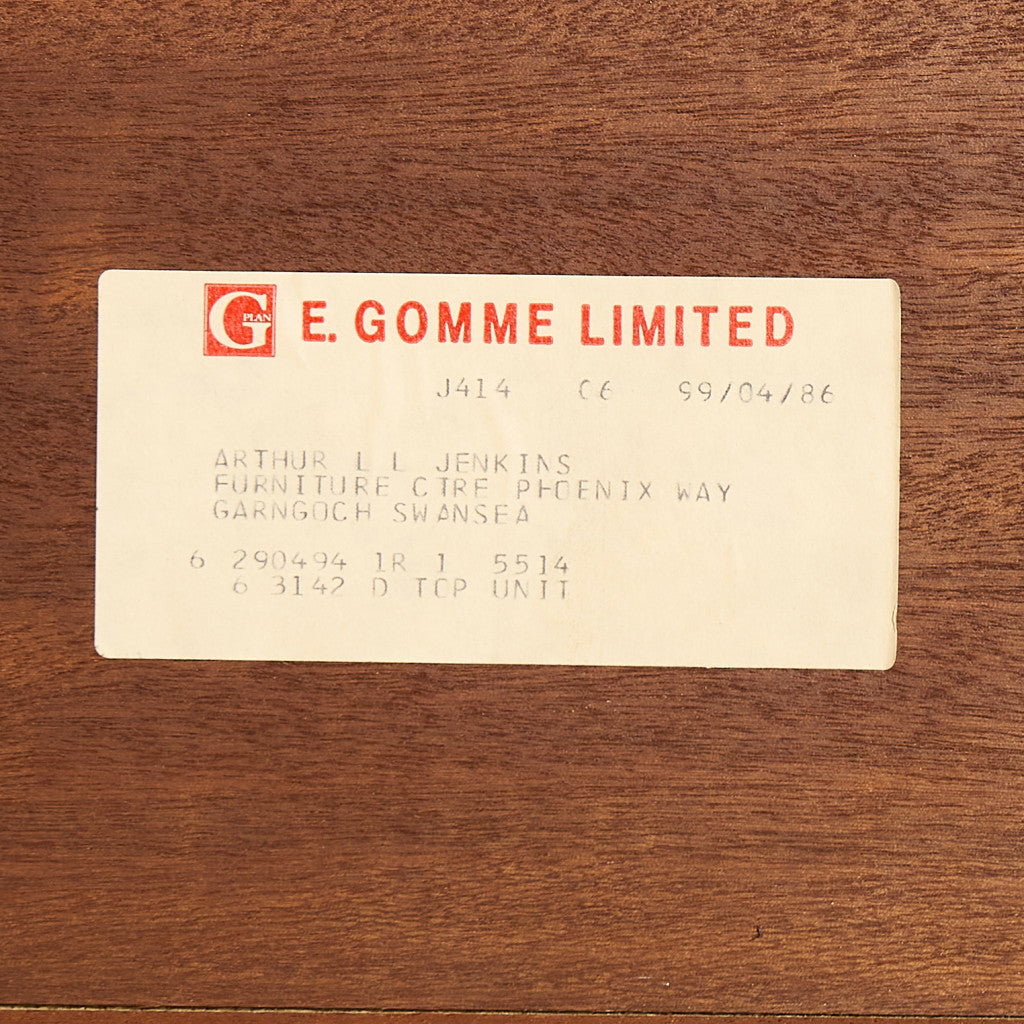 G PLAN E. GOMME LIMITED
J414 06 99/04/86
ARTHUR L L JENKINS
FURNITURE CTRE PHOENIX WAY
GARNGOCH SWANSEA
6 290494 1R 1 5514
6 3142 D TOP UNIT